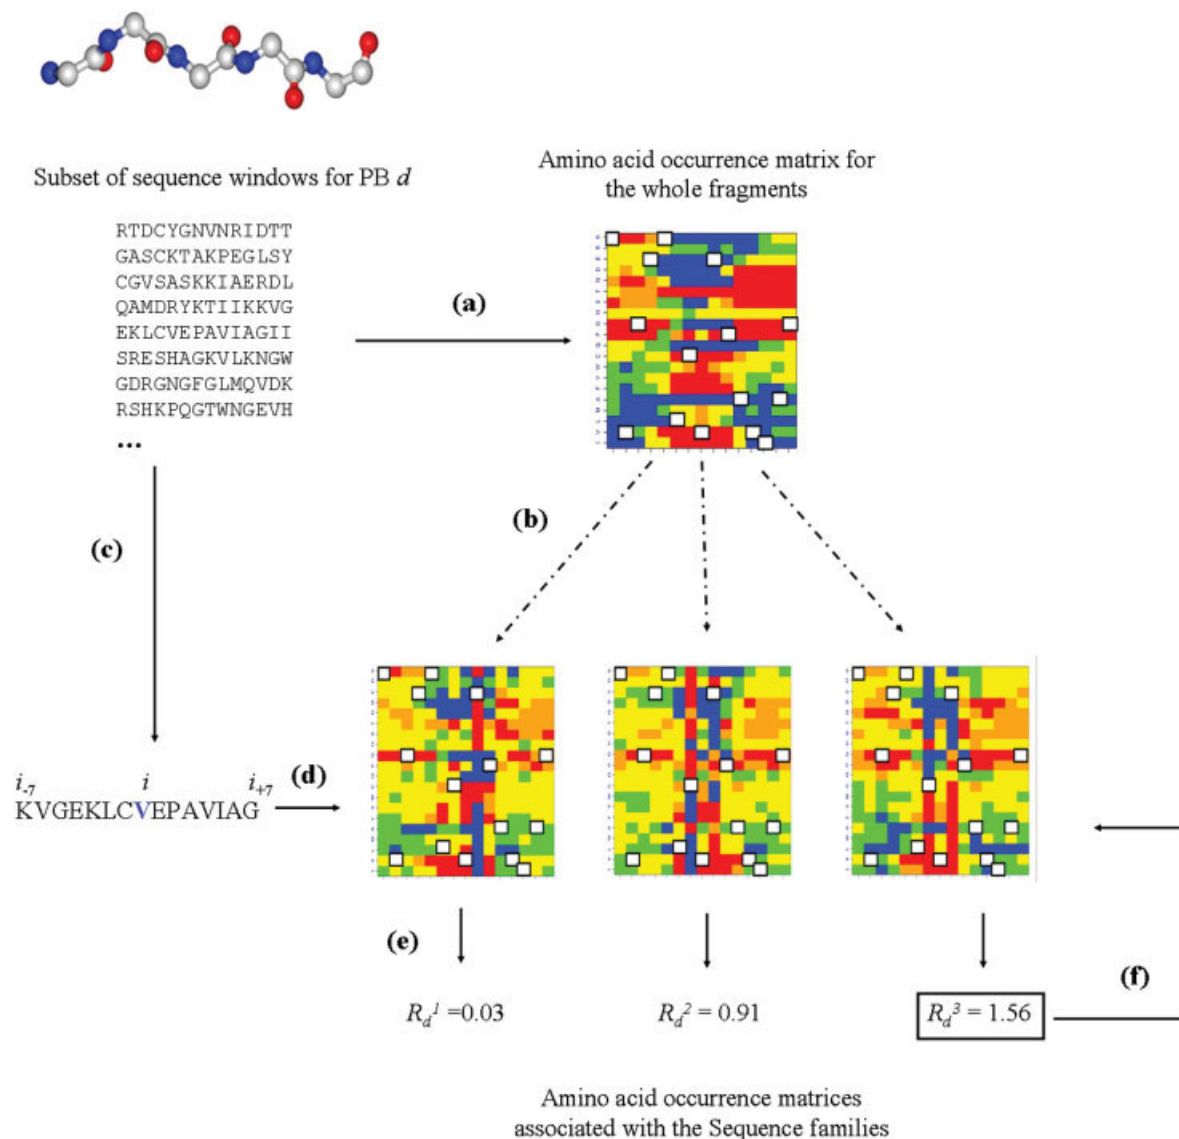 Subset of sequence windows for PB d
RTDCYGNVNRIDTT
GASCKTAKPEGLSY
CGVSASKKIAERDL
QAMDRYKTIIKKVG
EKLCVEPAVIAGII
SRESHAGKVLKNGW
GDRGNGFGLMQVDK
RSHKPQGTWNGEVH
...
Amino acid occurrence matrix for
the whole fragments
(a)
(b)
(c)
i-7 i i+7
KVGEKLCVEPAVIAG
(d)
(e)
Rd1 =0.03
Rd2 = 0.91
Rd3 = 1.56
(f)
Amino acid occurrence matrices
associated with the Sequence families